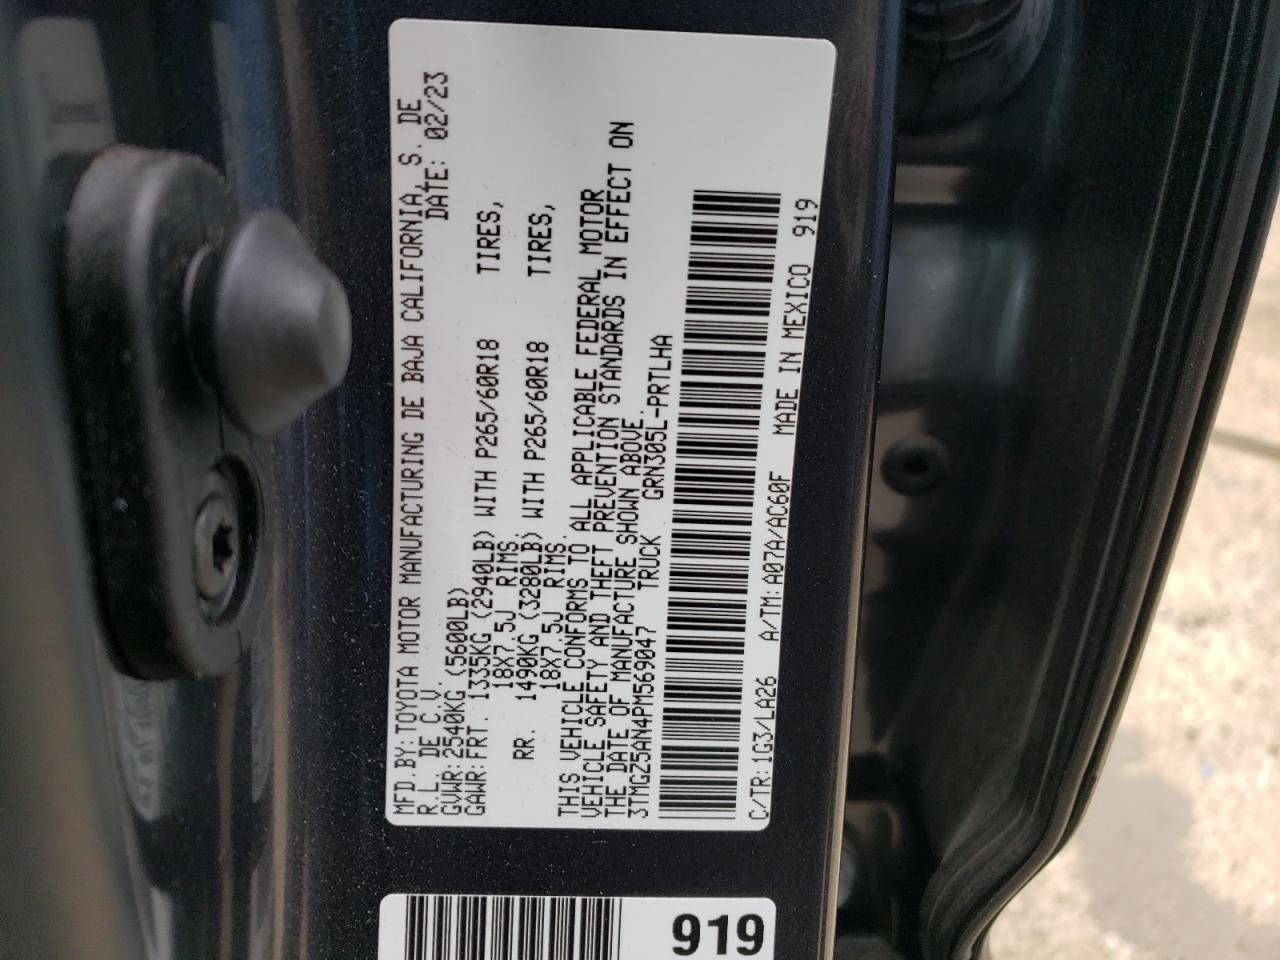 MFD.BY:TOYOTA MOTOR MANUFACTURING DE BAJA CALIFORNIA, S. DE
R.L. DE C.V. DATE: 02/23
GVWR:2540KG (5600LB)
GAWR:FRT. 1335KG (2940LB) WITH P265/60R18 TIRES,
18X7.5J RIMS.
RR. 1490KG (3280LB) WITH P265/60R18 TIRES,
18X7.5J RIMS.
THIS VEHICLE CONFORMS TO ALL APPLICABLE FEDERAL MOTOR
VEHICLE SAFETY AND THEFT PREVENTION STANDARDS IN EFFECT ON
THE DATE OF MANUFACTURE SHOWN ABOVE.
3TMGZ5AN4PM569047 TRUCK GRN305L-PRTLHA
C/TR:1G3/LA26 A/TM:A07A/AC60F MADE IN MEXICO 919
919